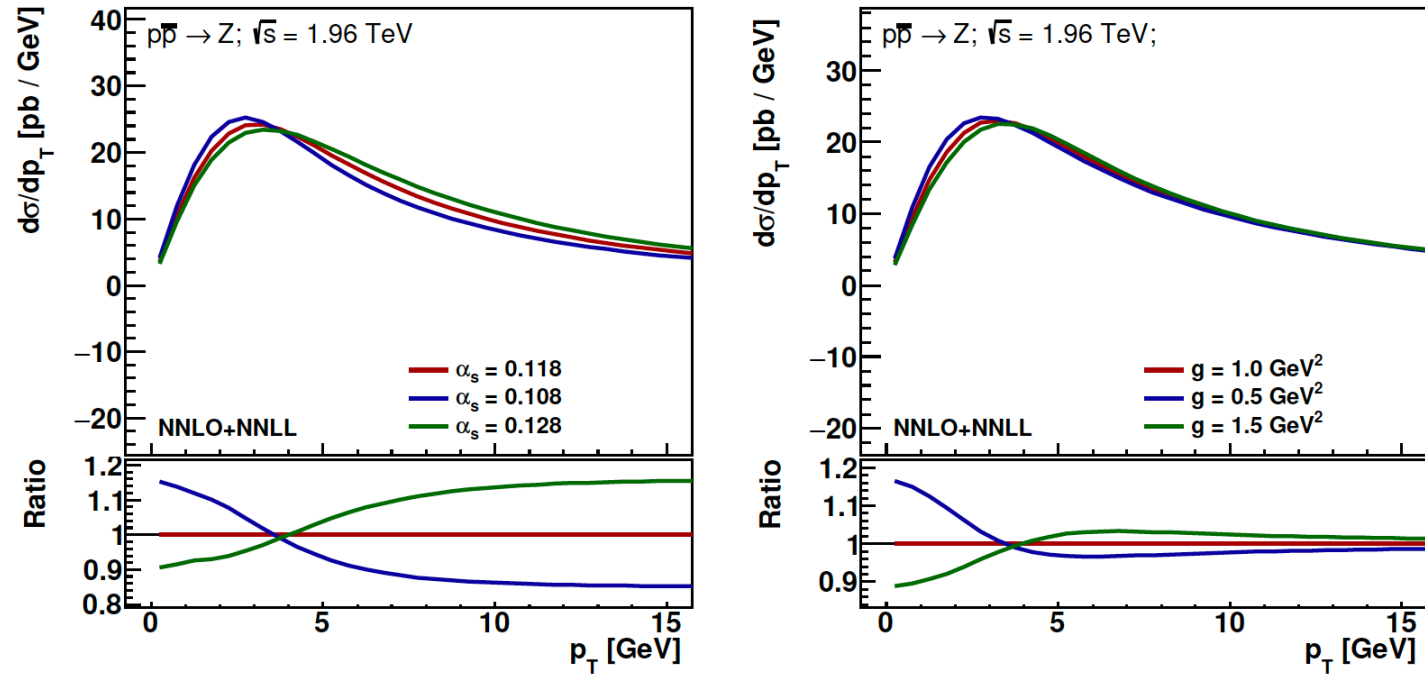 pp̅ → Z; √s = 1.96 TeV
dσ/dp_T [pb / GeV]
40
30
20
10
0
−10
−20
α_s = 0.118
α_s = 0.108
α_s = 0.128
NNLO+NNLL
Ratio
1.2
1.1
1
0.9
0.8
0
5
10
15
p_T [GeV]
pp̅ → Z; √s = 1.96 TeV;
dσ/dp_T [pb / GeV]
30
20
10
0
−10
−20
g = 1.0 GeV²
g = 0.5 GeV²
g = 1.5 GeV²
NNLO+NNLL
Ratio
1.2
1.1
1
0.9
0
5
10
15
p_T [GeV]